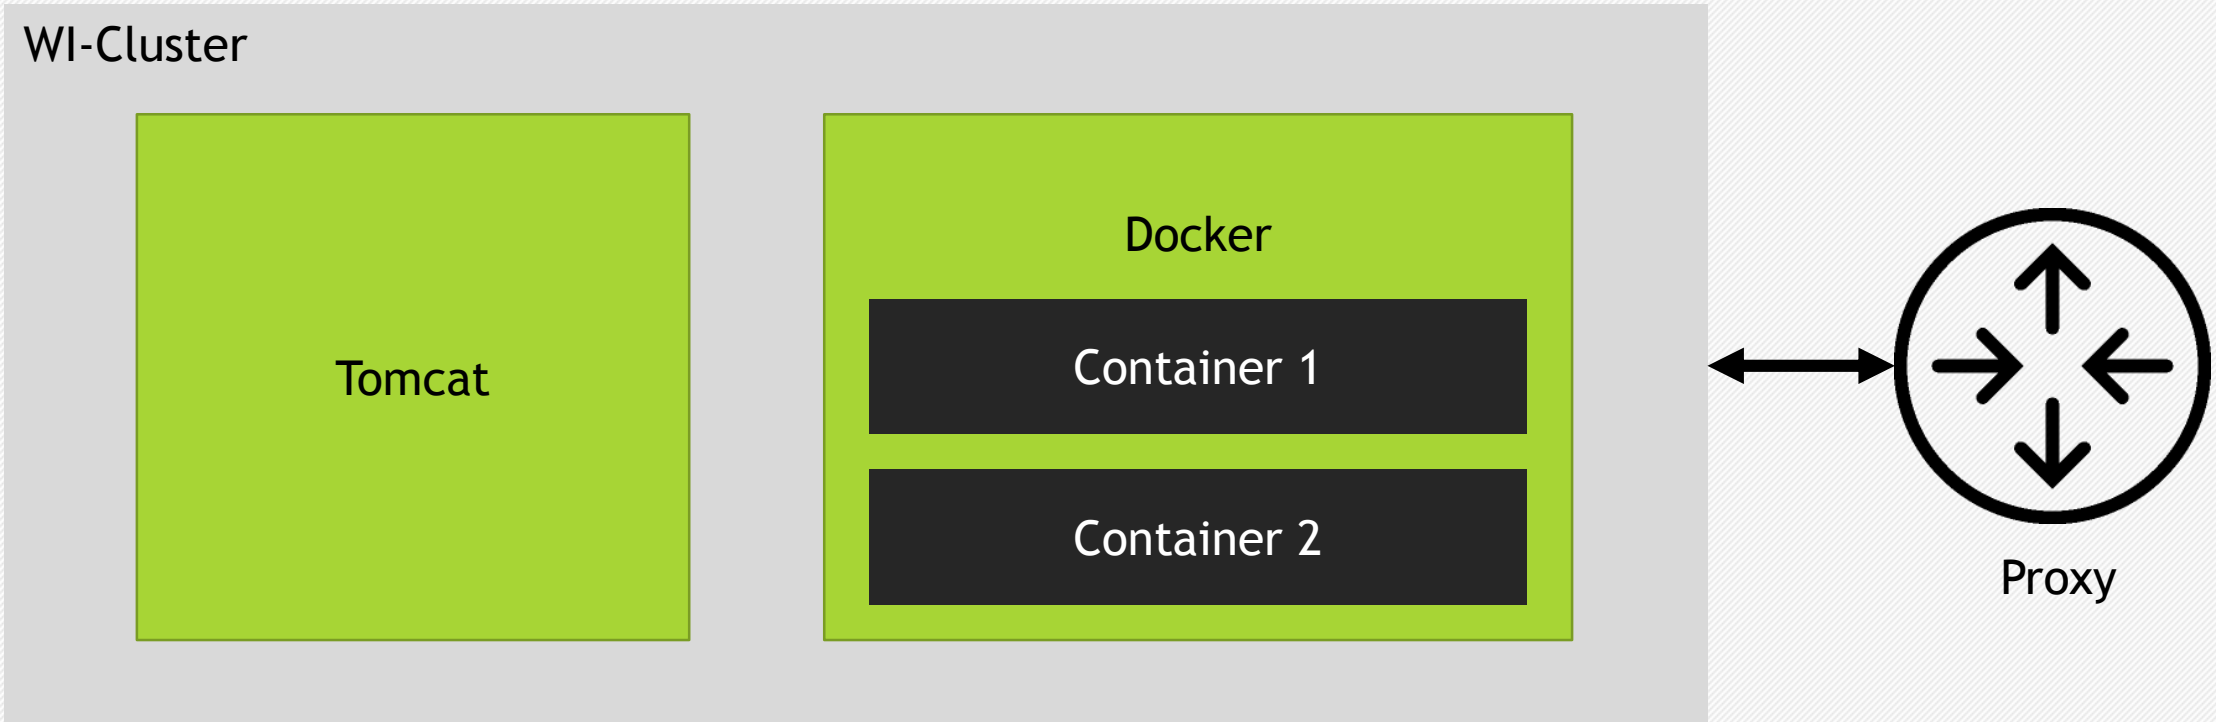 WI-Cluster
Tomcat
Docker
Container 1
Container 2
Proxy